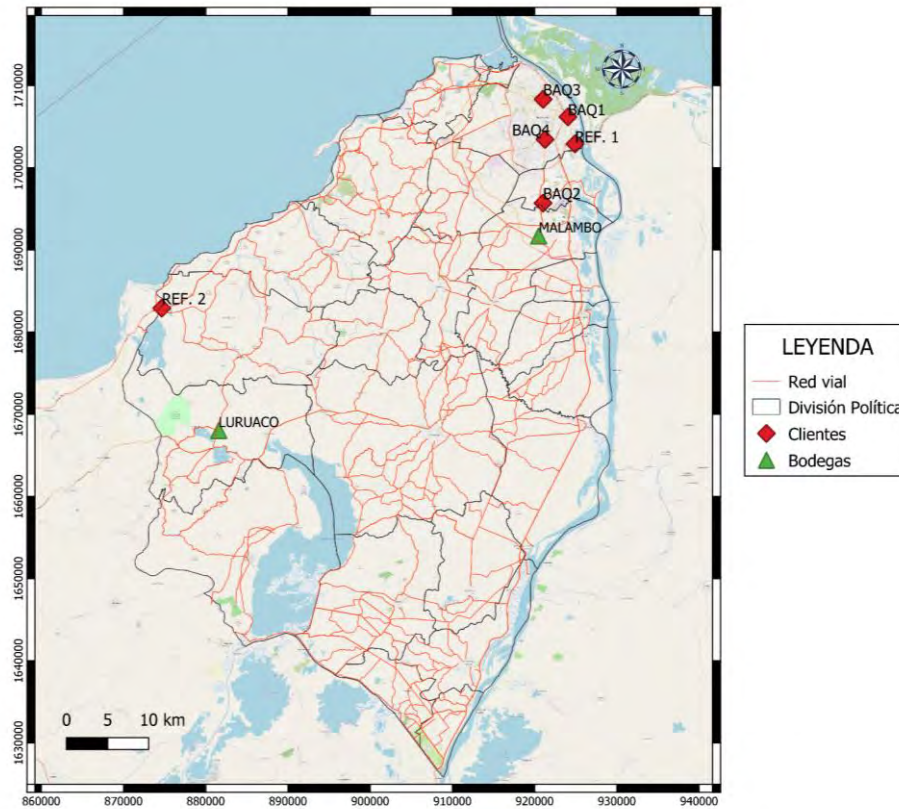 1710000
1700000
1690000
1680000
1670000
1660000
1650000
1640000
1630000
BAQ3
BAQ1
BAQ4
REF. 1
BAQ2
MALAMBO
REF. 2
LURUACO
0 5 10 km
860000 870000 880000 890000 900000 910000 920000 930000 940000
LEYENDA
Red vial
División Política
Clientes
Bodegas